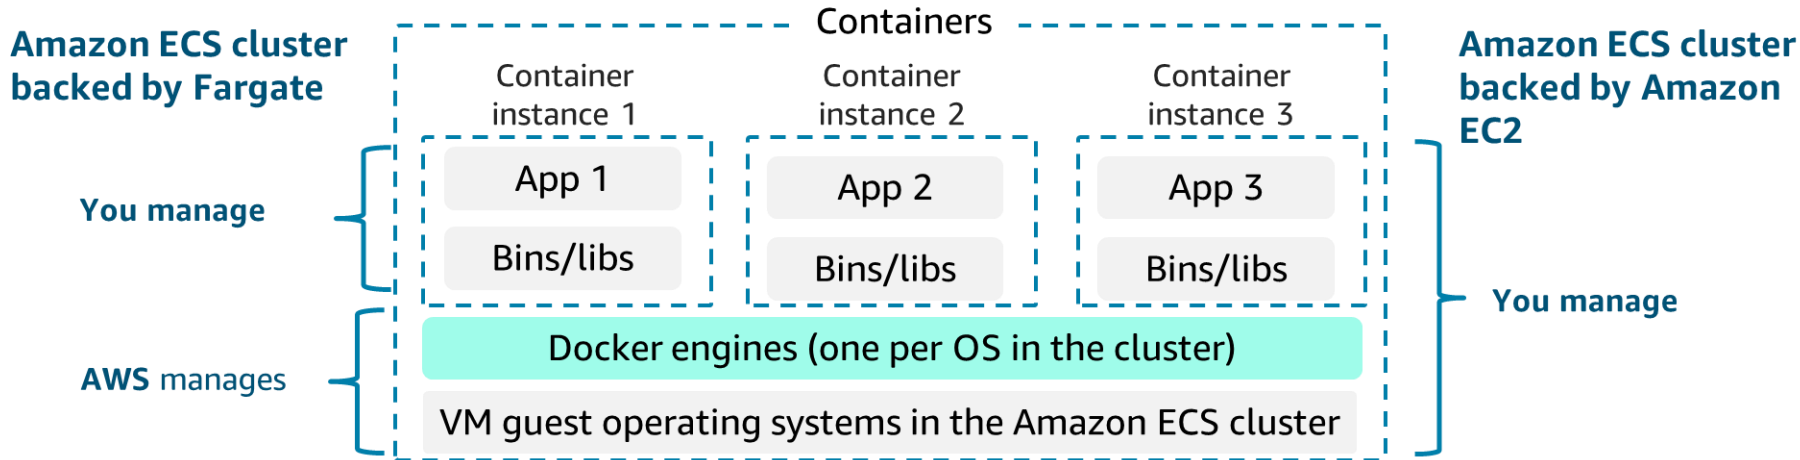 Containers
Amazon ECS cluster
backed by Fargate
Amazon ECS cluster
backed by Amazon
EC2
Container
instance 1
Container
instance 2
Container
instance 3
App 1
App 2
App 3
You manage
Bins/libs
Bins/libs
Bins/libs
You manage
Docker engines (one per OS in the cluster)
AWS manages
VM guest operating systems in the Amazon ECS cluster